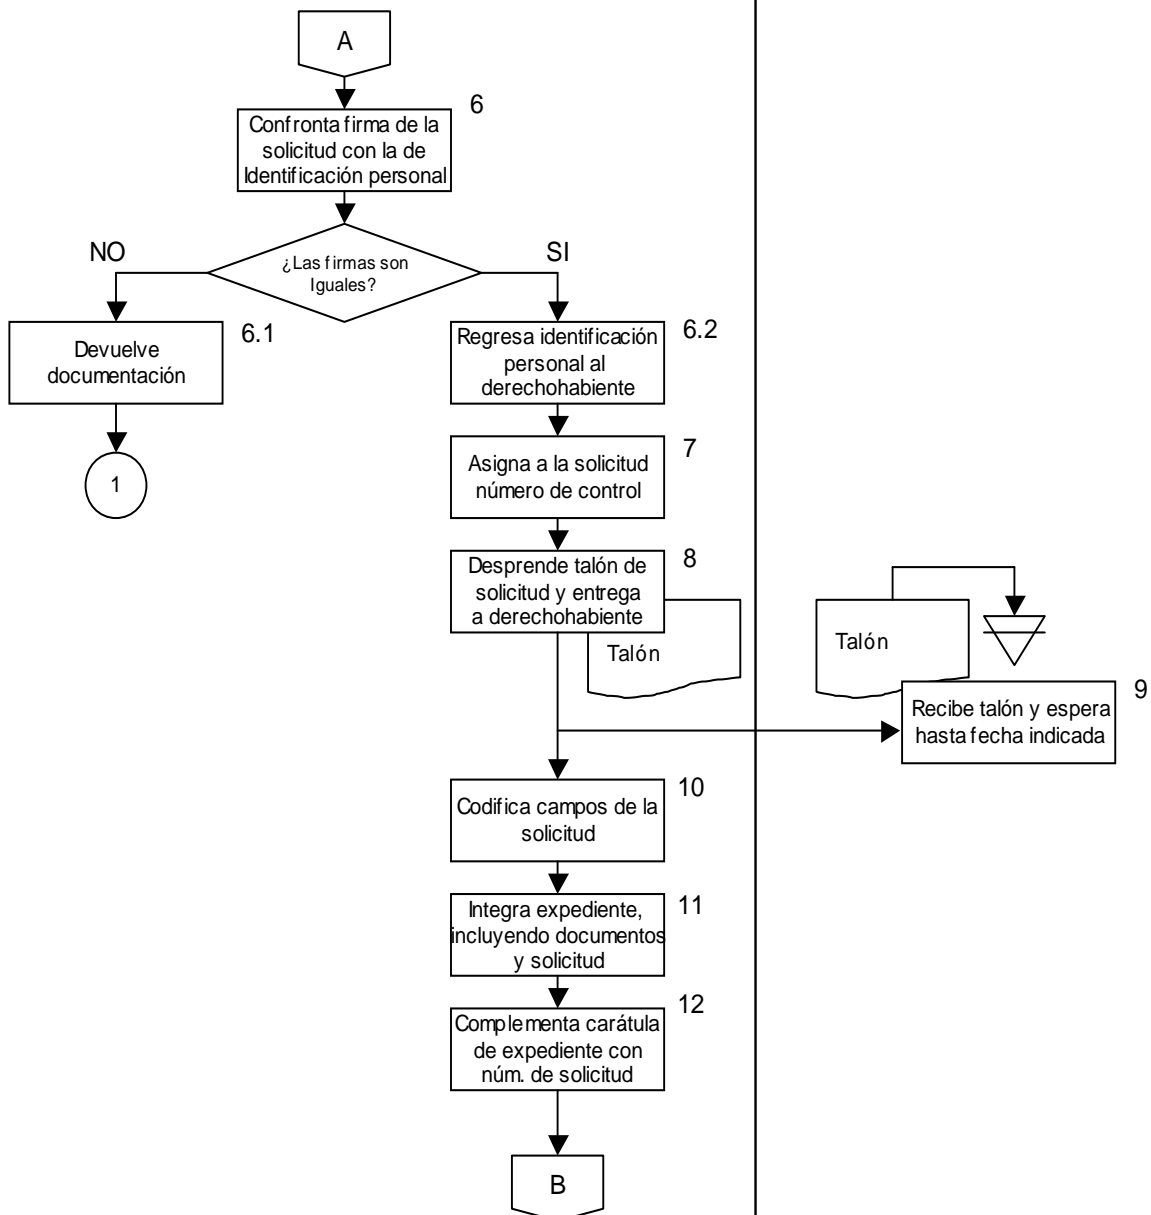 A
6
Confronta firma de la
solicitud con la de
Identificación personal
NO
SI
¿Las firmas son
Iguales?
6.1
Devuelve
documentación
6.2
Regresa identificación
personal al
derechohabiente
1
7
Asigna a la solicitud
número de control
8
Desprende talón de
solicitud y entrega
a derechohabiente
Talón
Talón
9
Recibe talón y espera
hasta fecha indicada
10
Codifica campos de la
solicitud
11
Integra expediente,
incluyendo documentos
y solicitud
12
Complementa carátula
de expediente con
núm. de solicitud
B